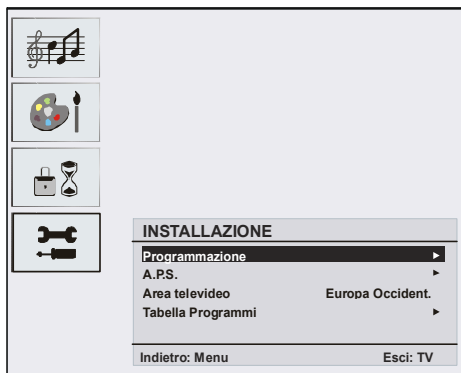 INSTALLAZIONE
Programmazione ►
A.P.S. ►
Area televideo Europa Occident.
Tabella Programmi ►
Indietro: Menu Esci: TV